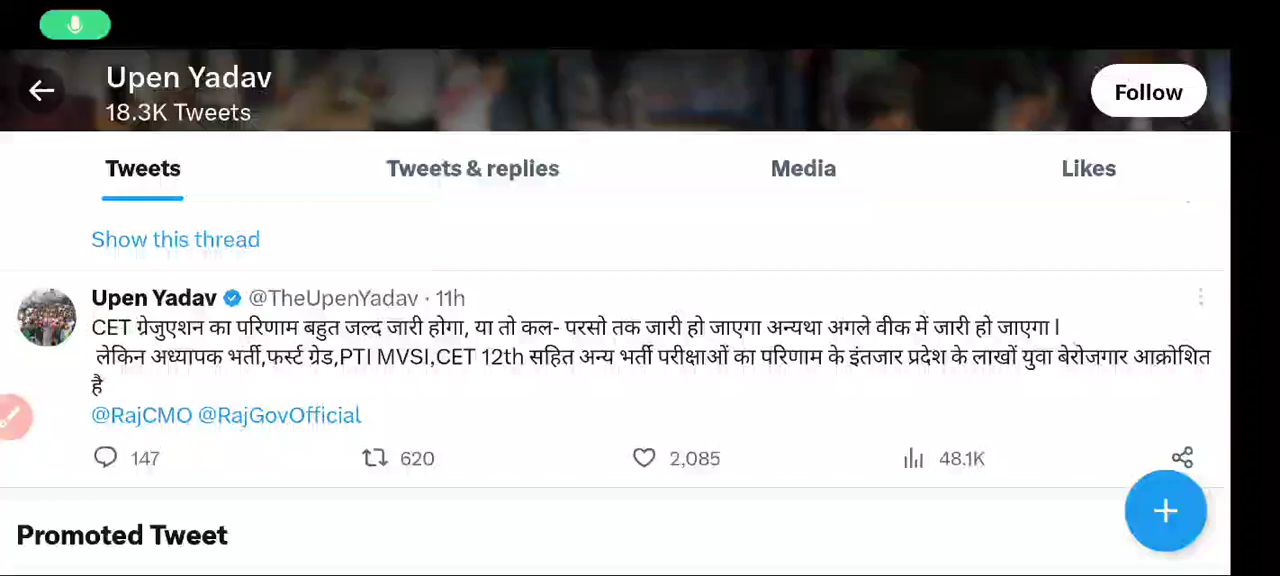 Upen Yadav
18.3K Tweets
Follow
Tweets
Tweets & replies
Media
Likes
Show this thread
Upen Yadav @TheUpenYadav · 11h
CET ग्रेजुएशन का परिणाम बहुत जल्द जारी होगा, या तो कल- परसो तक जारी हो जाएगा अन्यथा अगले वीक में जारी हो जाएगा |
लेकिन अध्यापक भर्ती,फर्स्ट ग्रेड,PTI MVSI,CET 12th सहित अन्य भर्ती परीक्षाओं का परिणाम के इंतजार प्रदेश के लाखों युवा बेरोजगार आक्रोशित
है
@RajCMO @RajGovOfficial
147 620 2,085 48.1K
Promoted Tweet